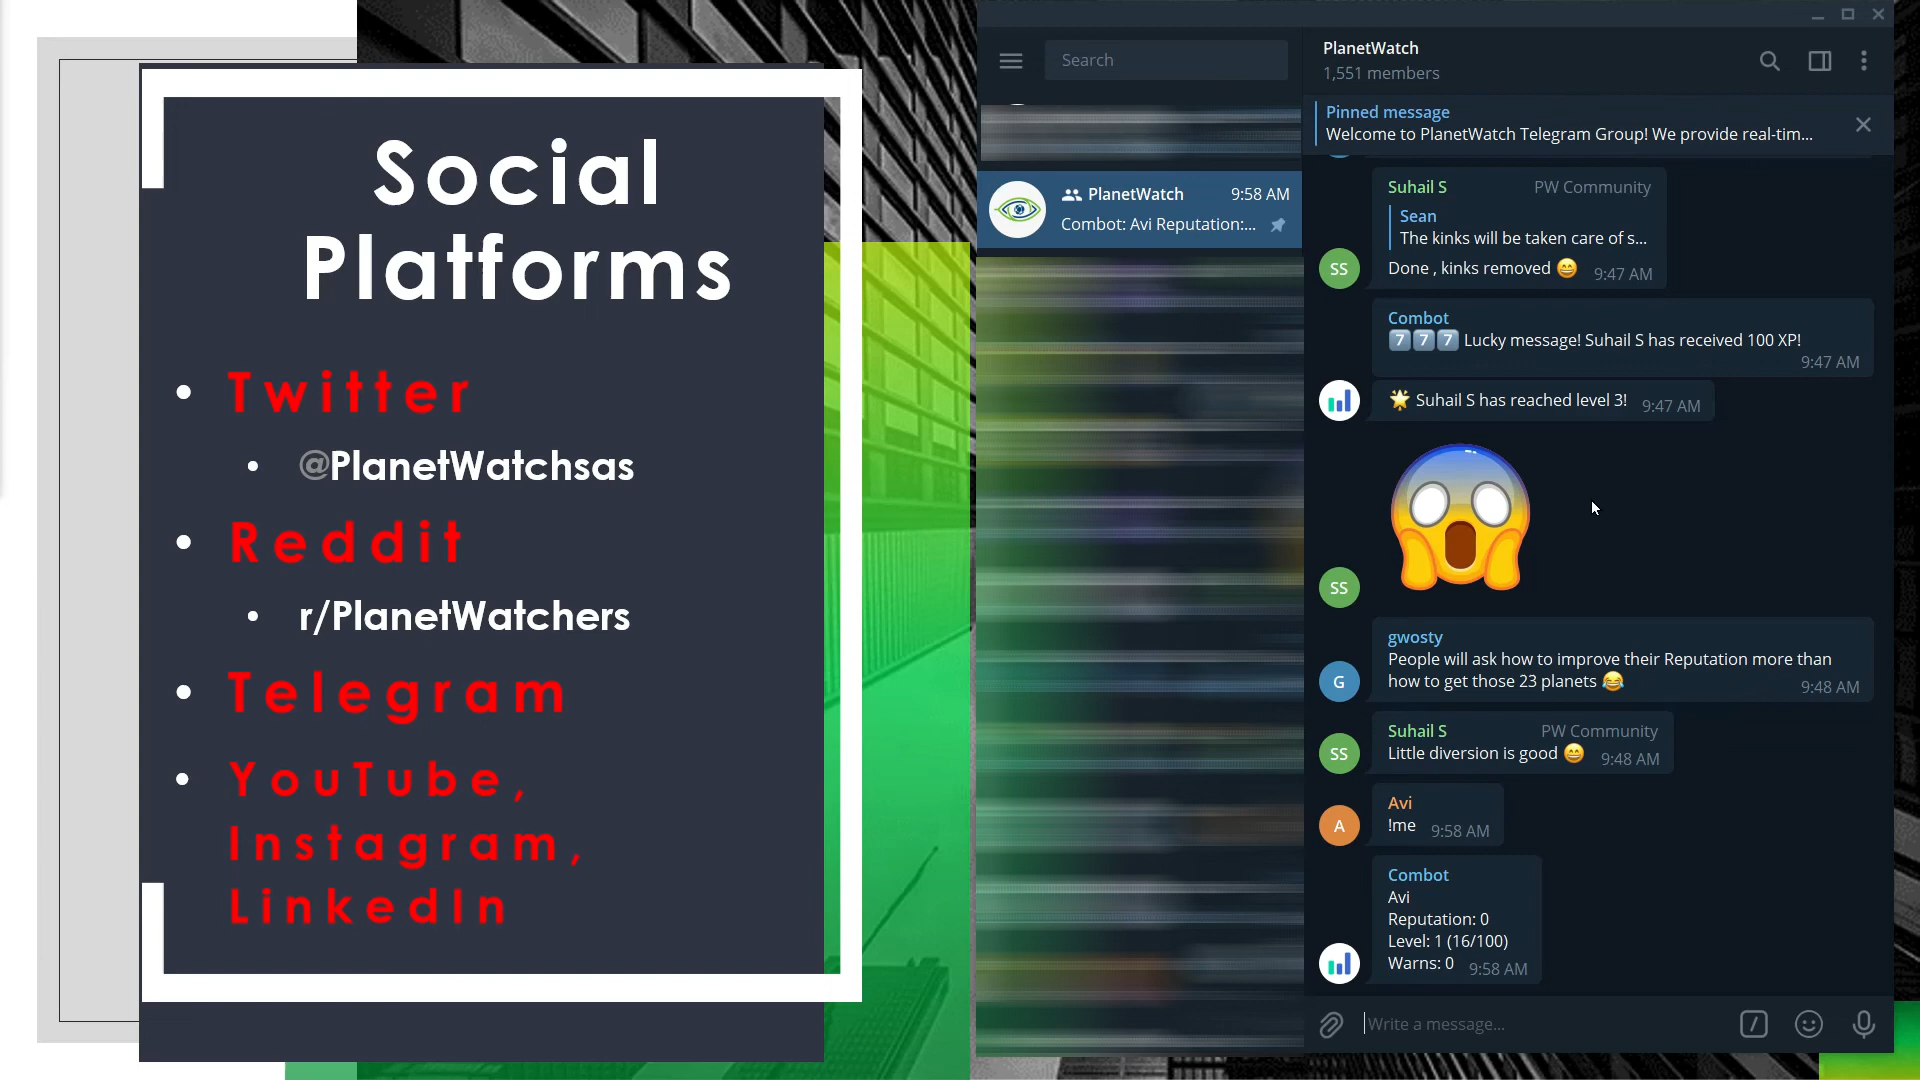 Social
Platforms
• Twitter
• @PlanetWatchsas
• Reddit
• r/PlanetWatchers
• Telegram
• YouTube,
Instagram,
LinkedIn
Search
PlanetWatch 9:58 AM
Combot: Avi Reputation:...
PlanetWatch
1,551 members
Pinned message
Welcome to PlanetWatch Telegram Group! We provide real-tim...
Suhail S PW Community
Sean
The kinks will be taken care of s...
SS
Done , kinks removed 😄 9:47 AM
Combot
7️⃣7️⃣7️⃣ Lucky message! Suhail S has received 100 XP!
9:47 AM
🌟 Suhail S has reached level 3! 9:47 AM
SS
gwosty
People will ask how to improve their Reputation more than
how to get those 23 planets 😂 9:48 AM
G
Suhail S PW Community
Little diversion is good 😄 9:48 AM
SS
Avi
!me 9:58 AM
A
Combot
Avi
Reputation: 0
Level: 1 (16/100)
Warns: 0 9:58 AM
Write a message...